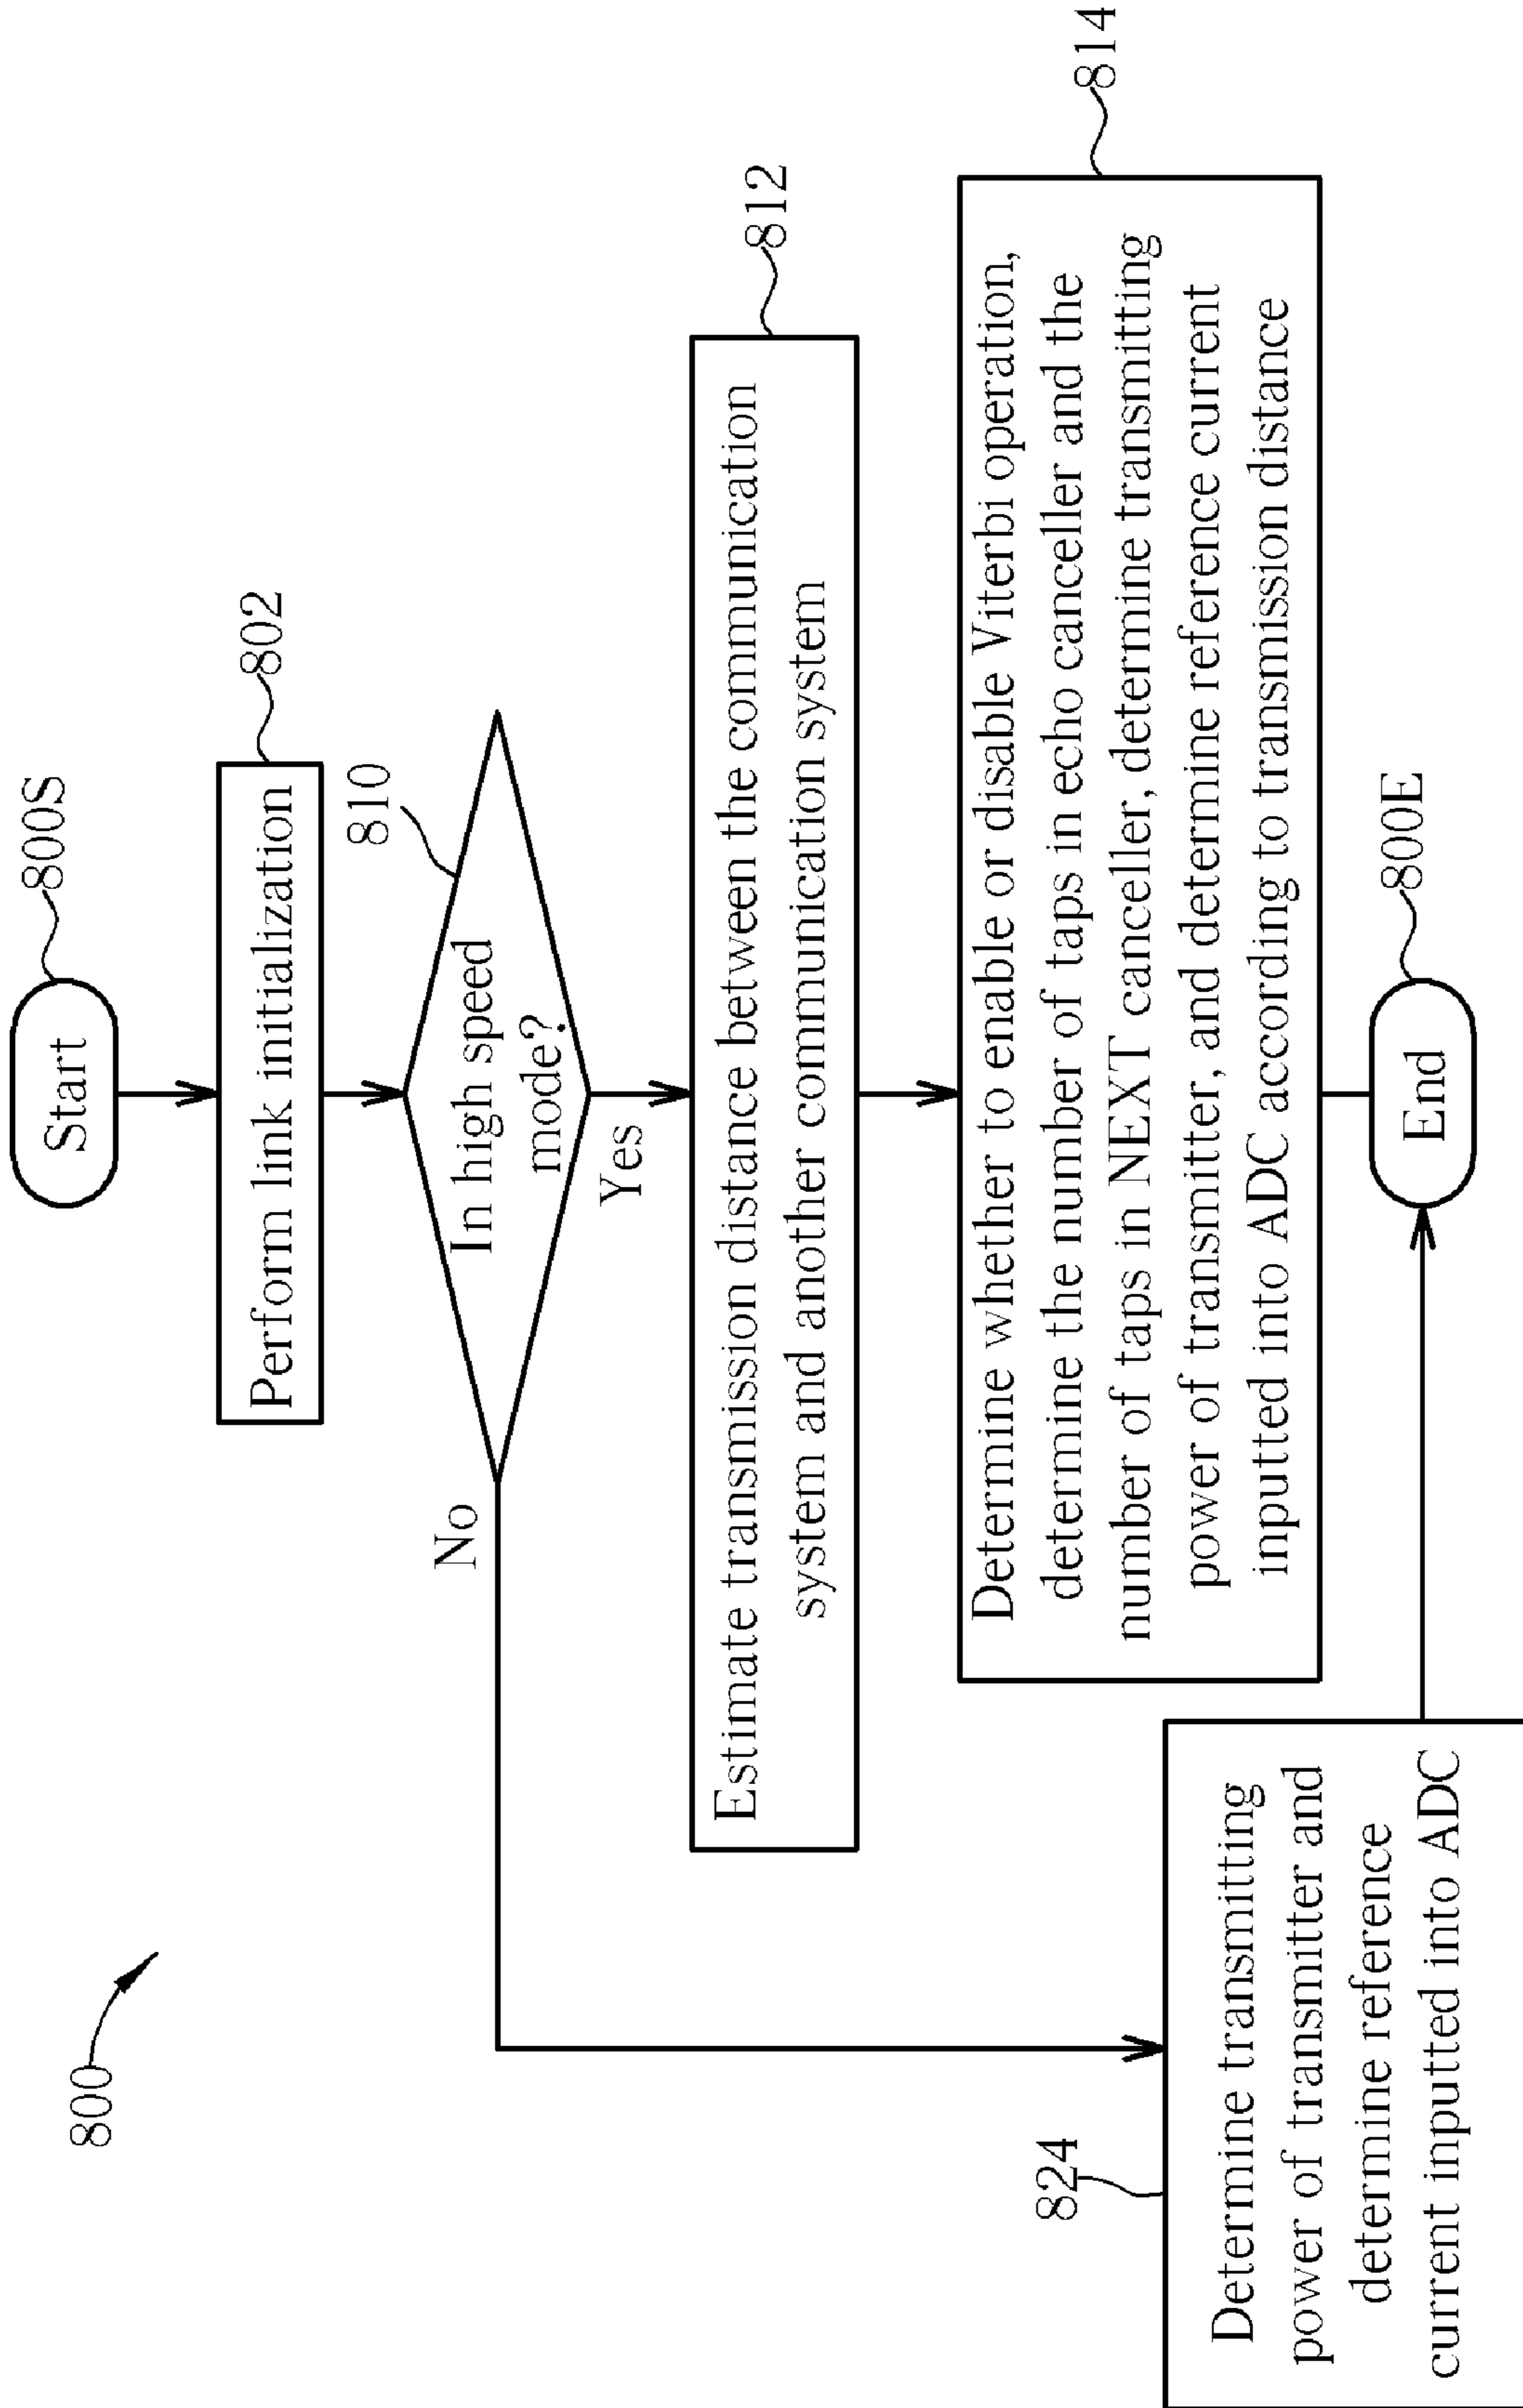 800
Start
800S
Perform link initialization
802
In high speed
mode?
810
No
Yes
Estimate transmission distance between the communication
system and another communication system
812
Determine whether to enable or disable Viterbi operation,
determine the number of taps in echo canceller and the
number of taps in NEXT canceller, determine transmitting
power of transmitter, and determine reference current
inputted into ADC according to transmission distance
814
824
Determine transmitting
power of transmitter and
determine reference
current inputted into ADC
End
800E